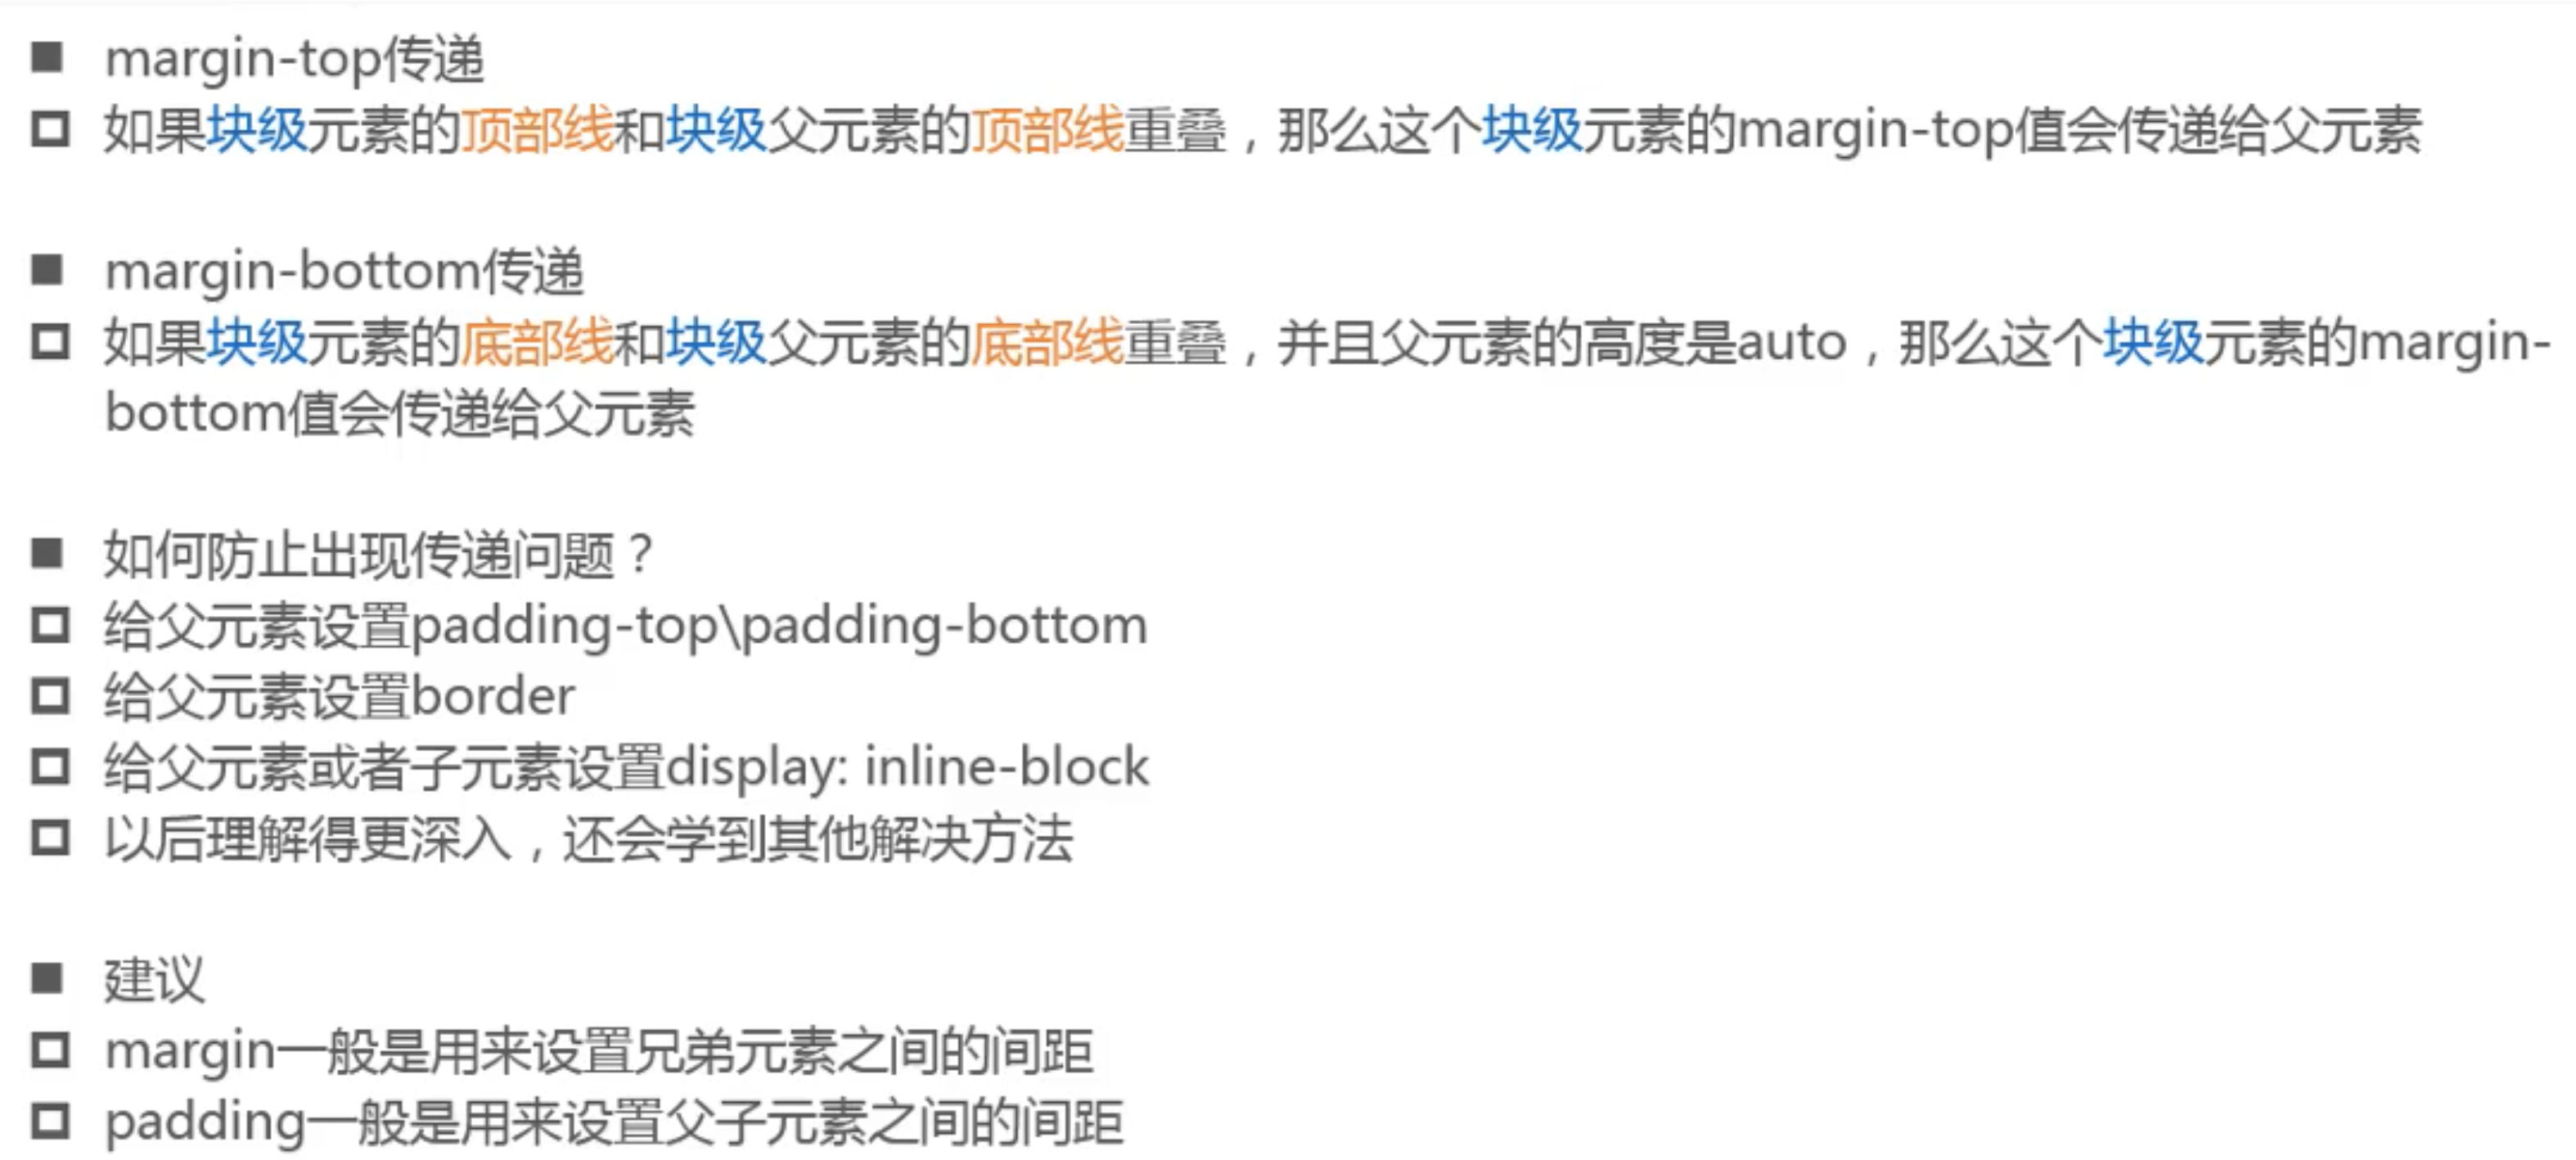 margin-top传递
如果块级元素的顶部线和块级父元素的顶部线重叠，那么这个块级元素的margin-top值会传递给父元素
margin-bottom传递
如果块级元素的底部线和块级父元素的底部线重叠，并且父元素的高度是auto，那么这个块级元素的margin-
bottom值会传递给父元素
如何防止出现传递问题？
给父元素设置padding-top\padding-bottom
给父元素设置border
给父元素或者子元素设置display: inline-block
以后理解得更深入，还会学到其他解决方法
建议
margin一般是用来设置兄弟元素之间的间距
padding一般是用来设置父子元素之间的间距